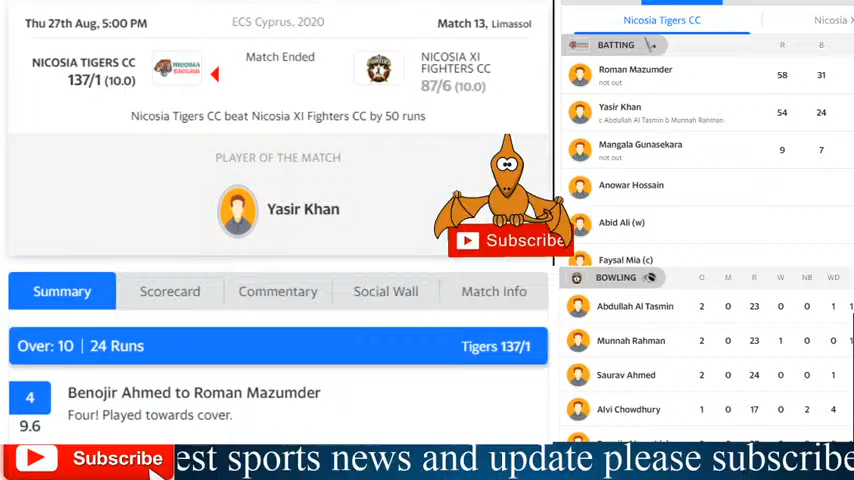 Thu 27th Aug, 5:00 PM
ECS Cyprus, 2020
Match 13, Limassol
NICOSIA TIGERS CC
137/1 (10.0)
Match Ended
NICOSIA XI
FIGHTERS CC
87/6 (10.0)
Nicosia Tigers CC beat Nicosia XI Fighters CC by 50 runs
PLAYER OF THE MATCH
Yasir Khan
Subscribe
Summary Scorecard Commentary Social Wall Match Info
Over: 10 | 24 Runs Tigers 137/1
4 Benojir Ahmed to Roman Mazumder
Four! Played towards cover.
9.6
Nicosia Tigers CC Nicosia X
BATTING R B
Roman Mazumder 58 31
not out
Yasir Khan 54 24
c Abdullah Al Tasmin b Munnah Rahman
Mangala Gunasekara 9 7
not out
Anowar Hossain
Abid Ali (w)
Faysal Mia (c)
BOWLING O M R W NB WD
Abdullah Al Tasmin 2 0 23 0 0 1 1
Munnah Rahman 2 0 23 1 0 0 1
Saurav Ahmed 2 0 24 0 0 1
Alvi Chowdhury 1 0 17 0 2 4
Subscribe est sports news and update please subscribe